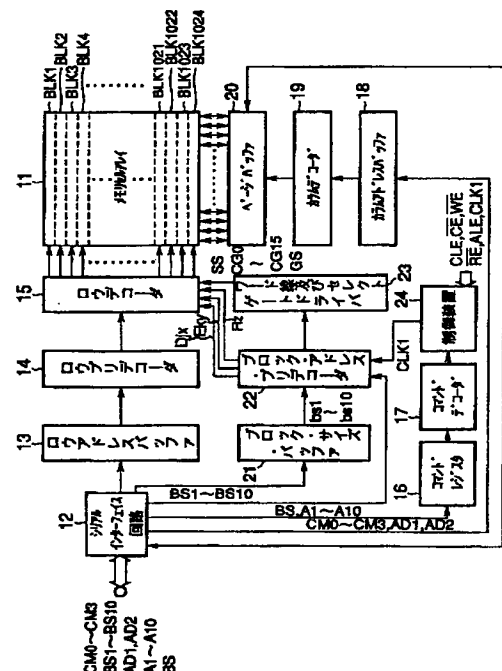 BLK1
BLK2
BLK3
BLK4
BLK1021
BLK1022
BLK1023
BLK1024
11
メモリセルアレイ
20
ページバッファ
19
カラムデコーダ
18
カラムアドレスバッファ
15
ロウデコーダ
SS
CG0
~
CG15
GS
14
ロウプリデコーダ
Djx
Eky
Flz
ワード線及びセレクト
ゲートドライバ
23
13
ロウアドレスバッファ
ブロック・アドレス
・プリデコーダ
22
CLK1
CLE,CE,WE
RE,ALE,CLK1
24
制御装置
bs1
~
bs10
ブロック・サイズ
・バッファ
21
17
コマンド
デコーダ
16
コマンド
レジスタ
12
シリアル
インターフェイス
回路
BS1~BS10
BS,A1~A10
CM0~CM3,AD1,AD2
CM0~CM3
BS1~BS10
AD1,AD2
A1~A10
BS